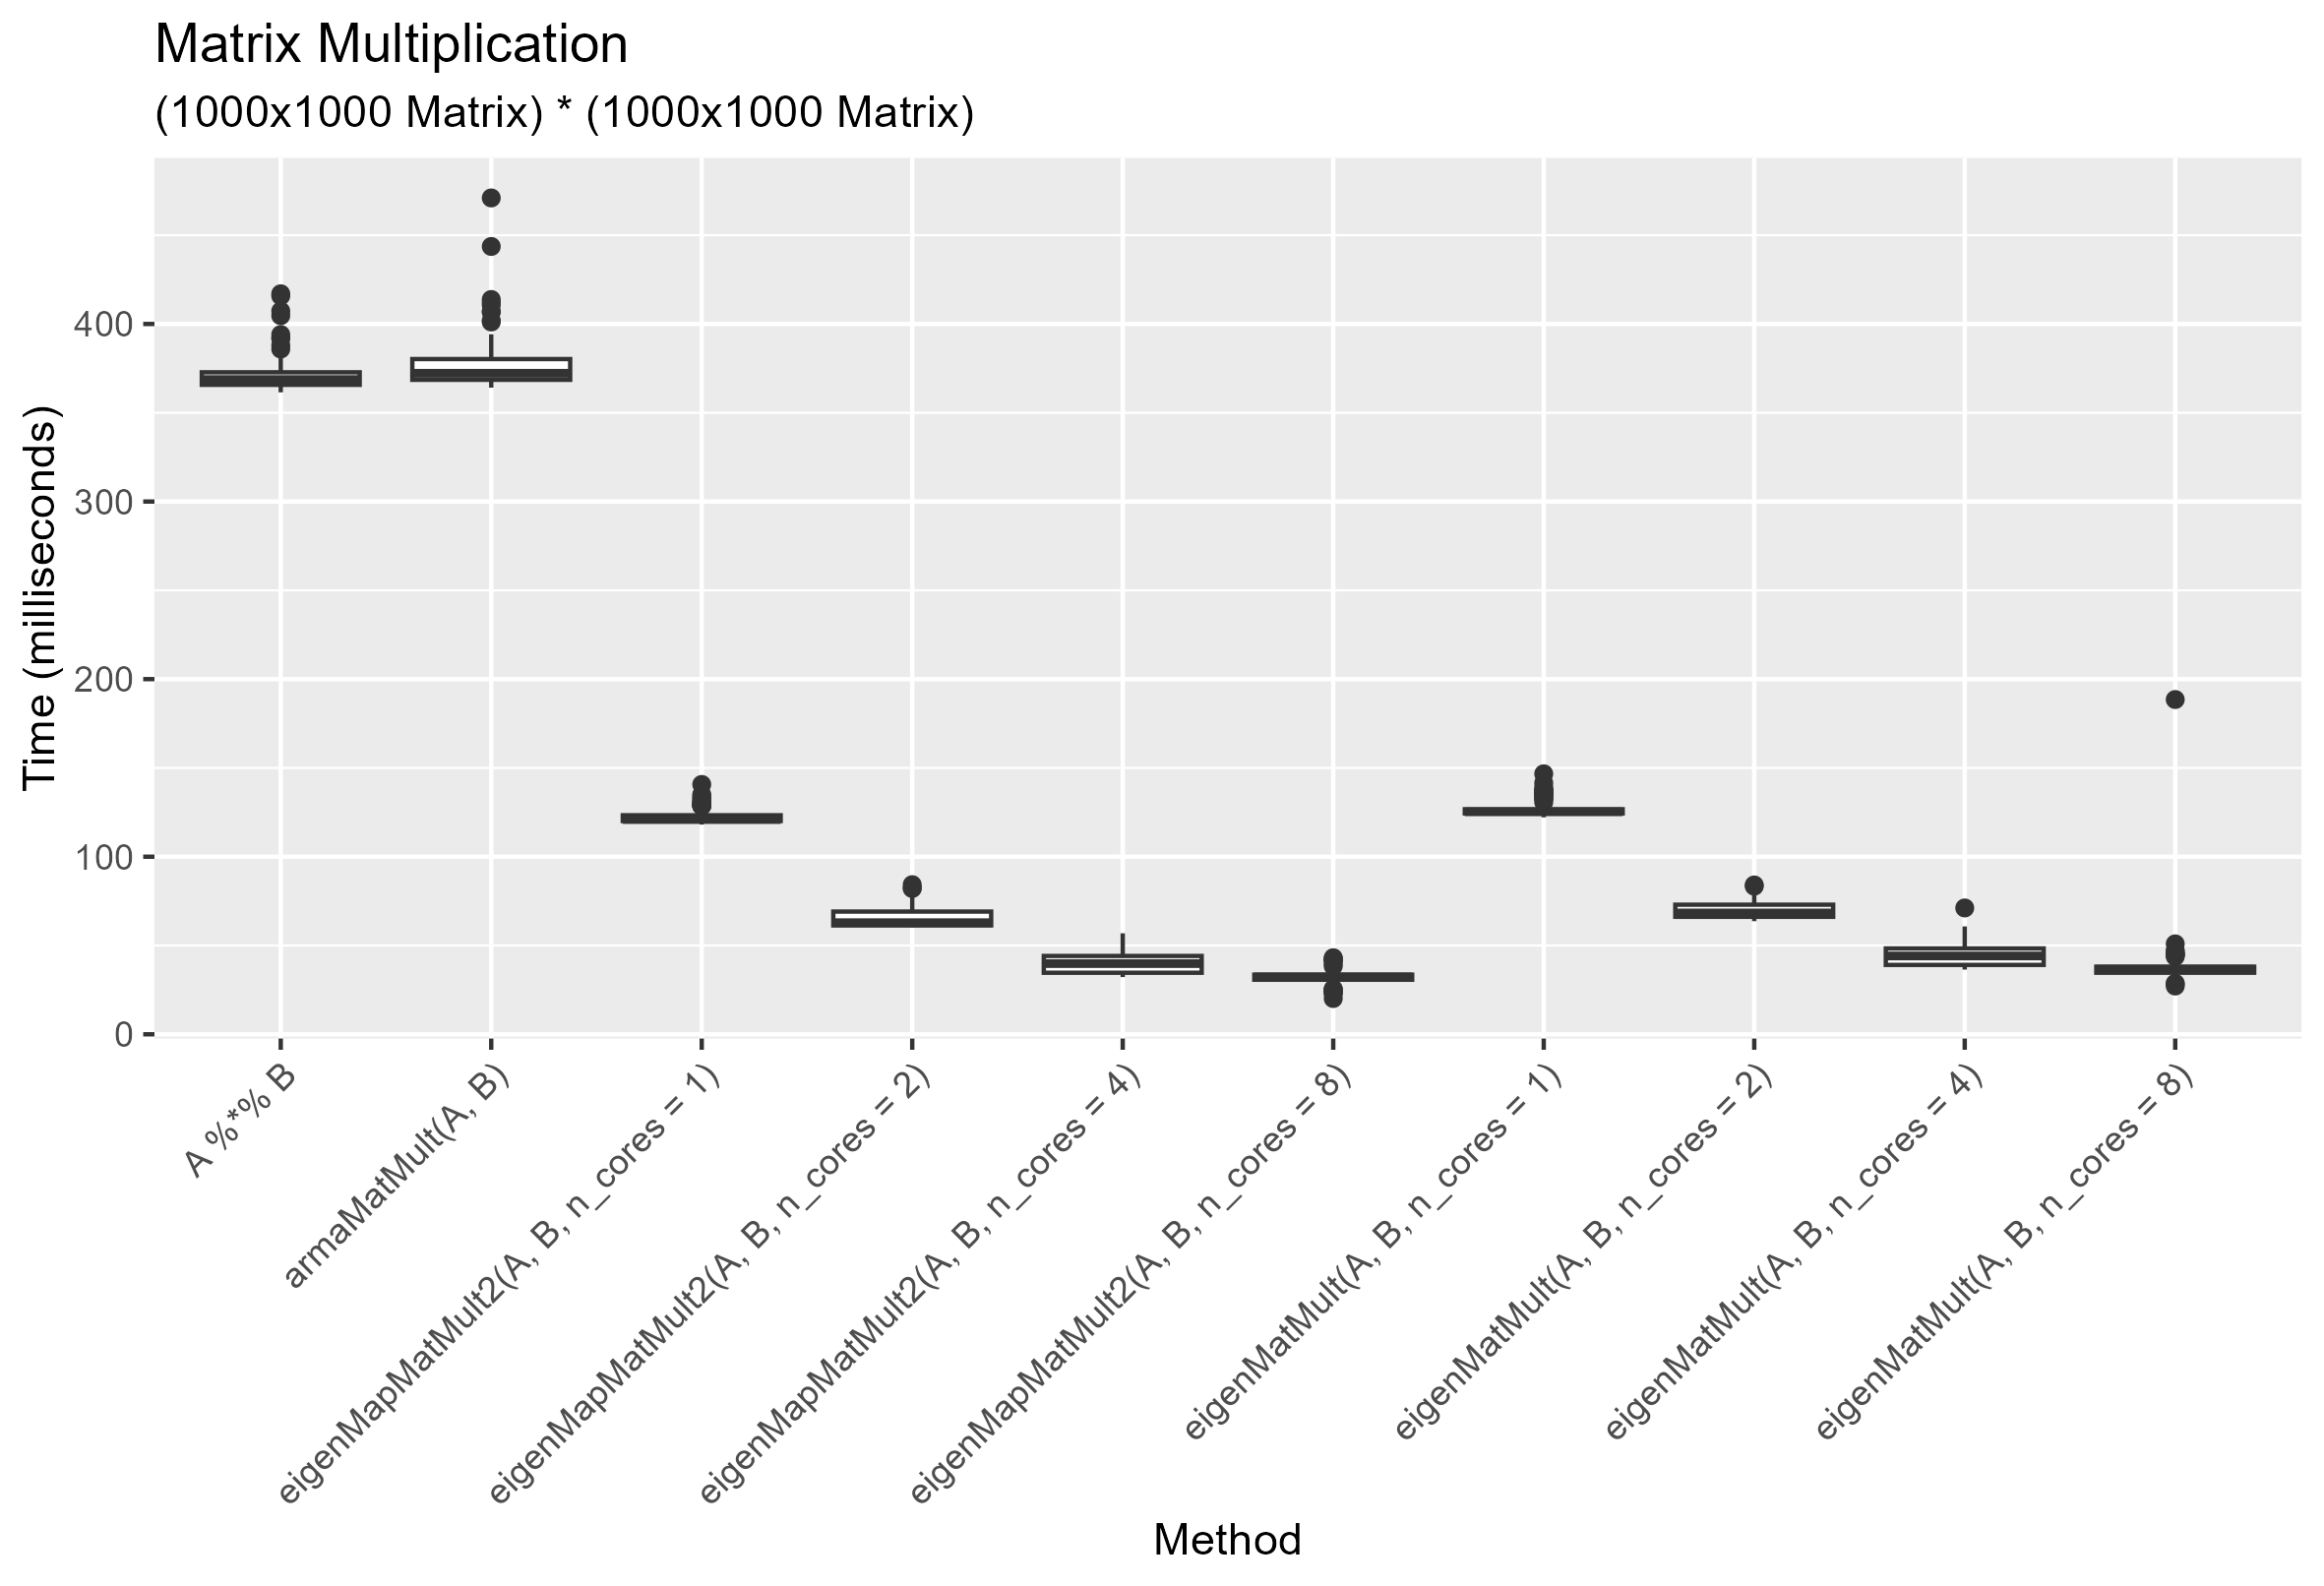 Matrix Multiplication
(1000x1000 Matrix) * (1000x1000 Matrix)
Time (milliseconds)
400
300
200
100
0
A %*% B
armaMatMult(A, B)
eigenMapMatMult2(A, B, n_cores = 1)
eigenMapMatMult2(A, B, n_cores = 2)
eigenMapMatMult2(A, B, n_cores = 4)
eigenMapMatMult2(A, B, n_cores = 8)
eigenMatMult(A, B, n_cores = 1)
eigenMatMult(A, B, n_cores = 2)
eigenMatMult(A, B, n_cores = 4)
eigenMatMult(A, B, n_cores = 8)
Method